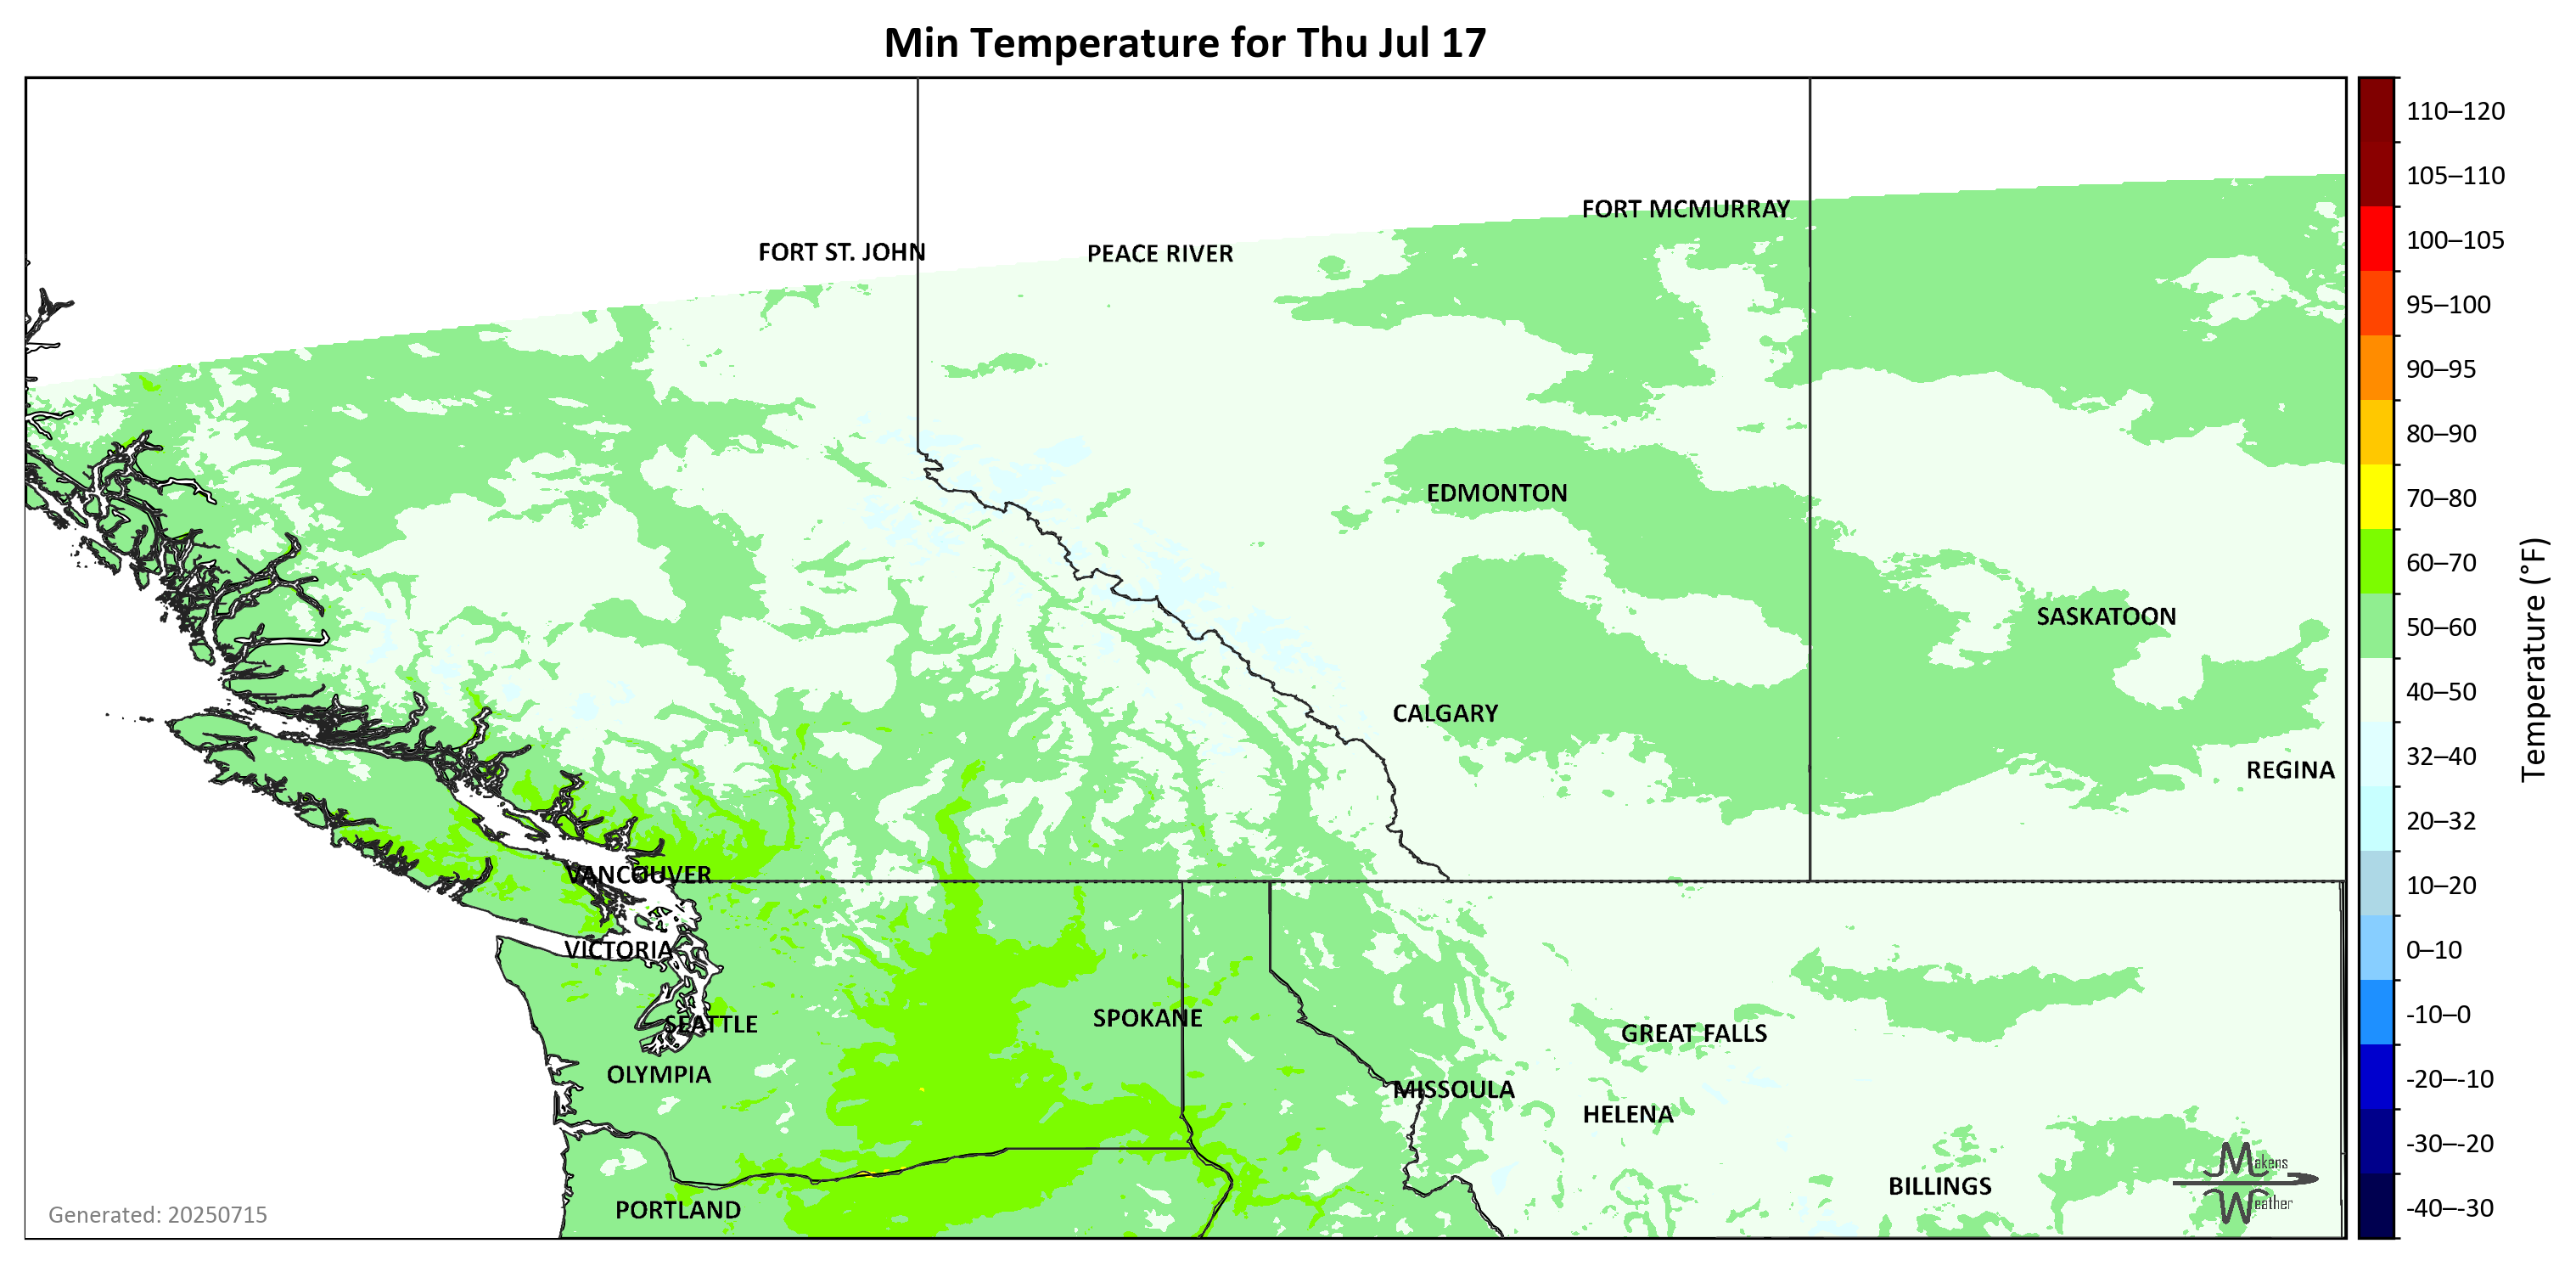 Min Temperature for Thu Jul 17
110–120
105–110
FORT MCMURRAY
100–105
FORT ST. JOHN
PEACE RIVER
95–100
90–95
80–90
EDMONTON
70–80
60–70
Temperature (°F)
SASKATOON
50–60
40–50
CALGARY
32–40
REGINA
20–32
VANCOUVER
10–20
VICTORIA
0–10
SEATTLE
SPOKANE
GREAT FALLS
-10–0
OLYMPIA
MISSOULA
-20–-10
HELENA
-30–-20
Makens
BILLINGS
Weather
PORTLAND
-40–-30
Generated: 20250715